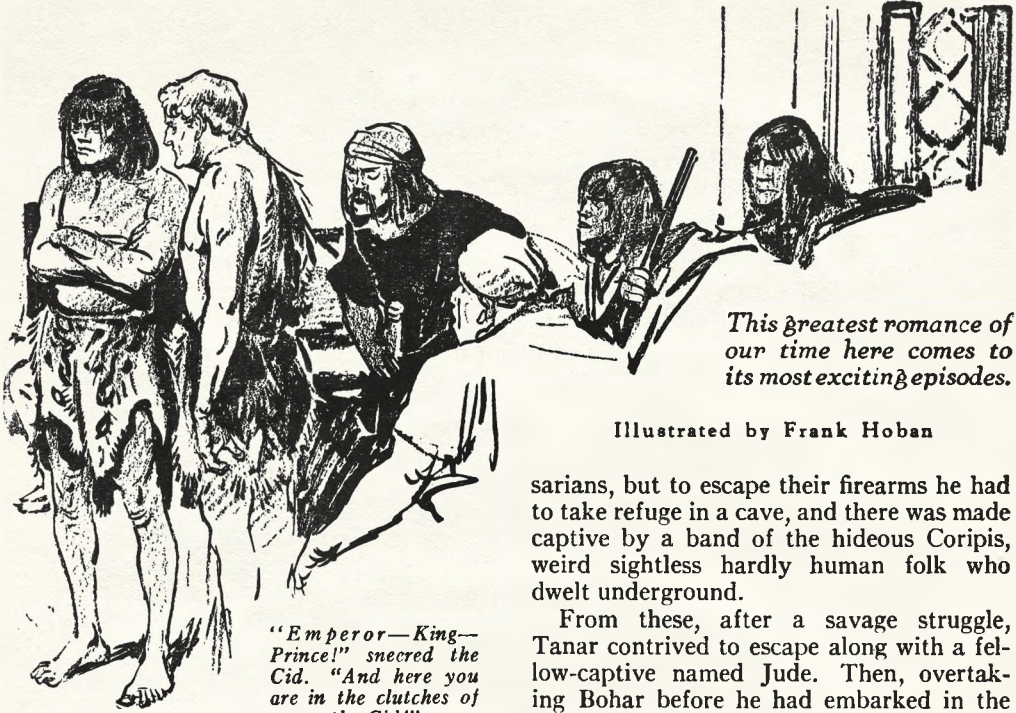 This greatest romance of
our time here comes to
its most exciting episodes.
Illustrated by Frank Hoban
"Emperor—King—
Prince!" sneered the
Cid. "And here you
are in the clutches of
the Cid!"
sarians, but to escape their firearms he had
to take refuge in a cave, and there was made
captive by a band of the hideous Coripis,
weird sightless hardly human folk who
dwelt underground.
From these, after a savage struggle,
Tanar contrived to escape along with a fel-
low-captive named Jude. Then, overtak-
ing Bohar before he had embarked in the